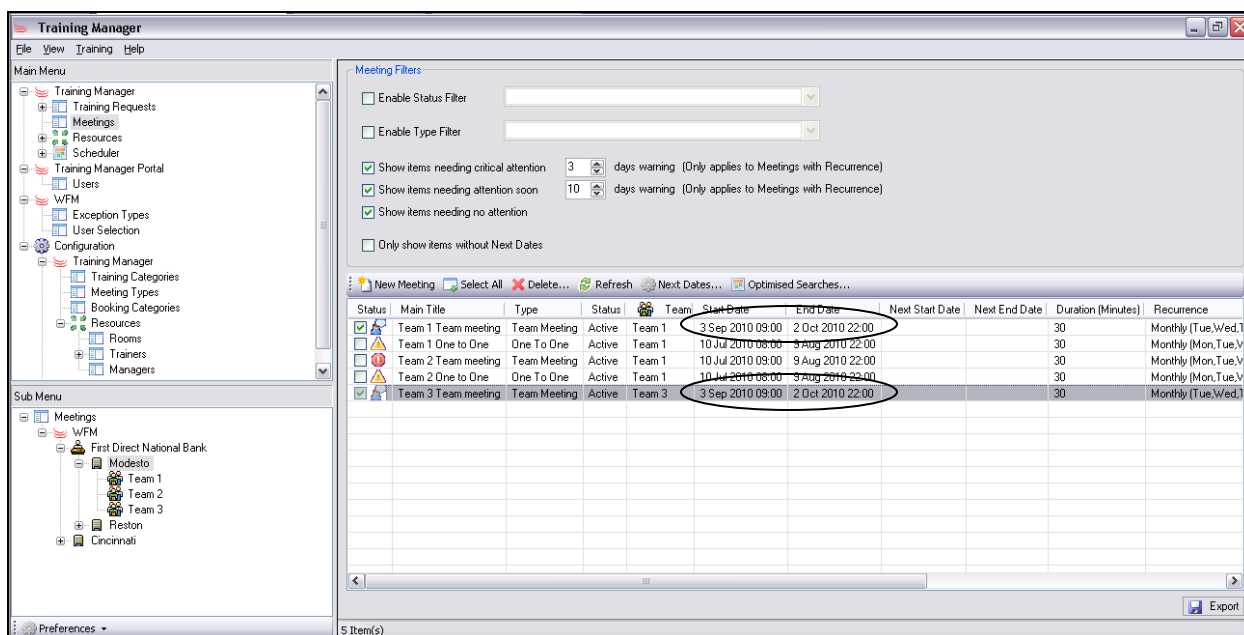 Training Manager
File View Training Help
Main Menu
Training Manager
Training Requests
Meetings
Resources
Scheduler
Training Manager Portal
Users
WFM
Exception Types
User Selection
Configuration
Training Manager
Training Categories
Meeting Types
Booking Categories
Resources
Rooms
Trainers
Managers
Sub Menu
Meetings
WFM
First Direct National Bank
Modesto
Team 1
Team 2
Team 3
Reston
Cincinnati
Preferences
Meeting Filters
Enable Status Filter
Enable Type Filter
Show items needing critical attention 3 days warning (Only applies to Meetings with Recurrence)
Show items needing attention soon 10 days warning (Only applies to Meetings with Recurrence)
Show items needing no attention
Only show items without Next Dates
New Meeting Select All Delete... Refresh Next Dates... Optimised Searches...
Status Main Title Type Status Team Start Date End Date Next Start Date Next End Date Duration (Minutes) Recurrence
Team 1 Team meeting Team Meeting Active Team 1 3 Sep 2010 09:00 2 Oct 2010 22:00 30 Monthly (Tue,Wed,T
Team 1 One to One One To One Active Team 1 10 Jul 2010 08:00 9 Aug 2010 22:00 30 Monthly (Mon,Tue,W
Team 2 Team meeting Team Meeting Active Team 1 10 Jul 2010 09:00 9 Aug 2010 22:00 30 Monthly (Mon,Tue,W
Team 2 One to One One To One Active Team 1 10 Jul 2010 08:00 9 Aug 2010 22:00 30 Monthly (Mon,Tue,W
Team 3 Team meeting Team Meeting Active Team 3 3 Sep 2010 09:00 2 Oct 2010 22:00 30 Monthly (Tue,Wed,T
Export
5 Item(s)